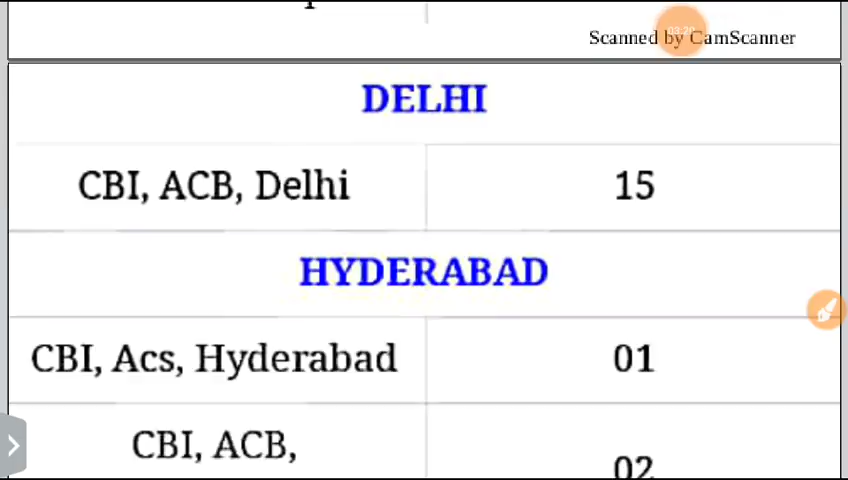 Scanned by CamScanner
DELHI
CBI, ACB, Delhi
15
HYDERABAD
CBI, Acs, Hyderabad
01
CBI, ACB,
02